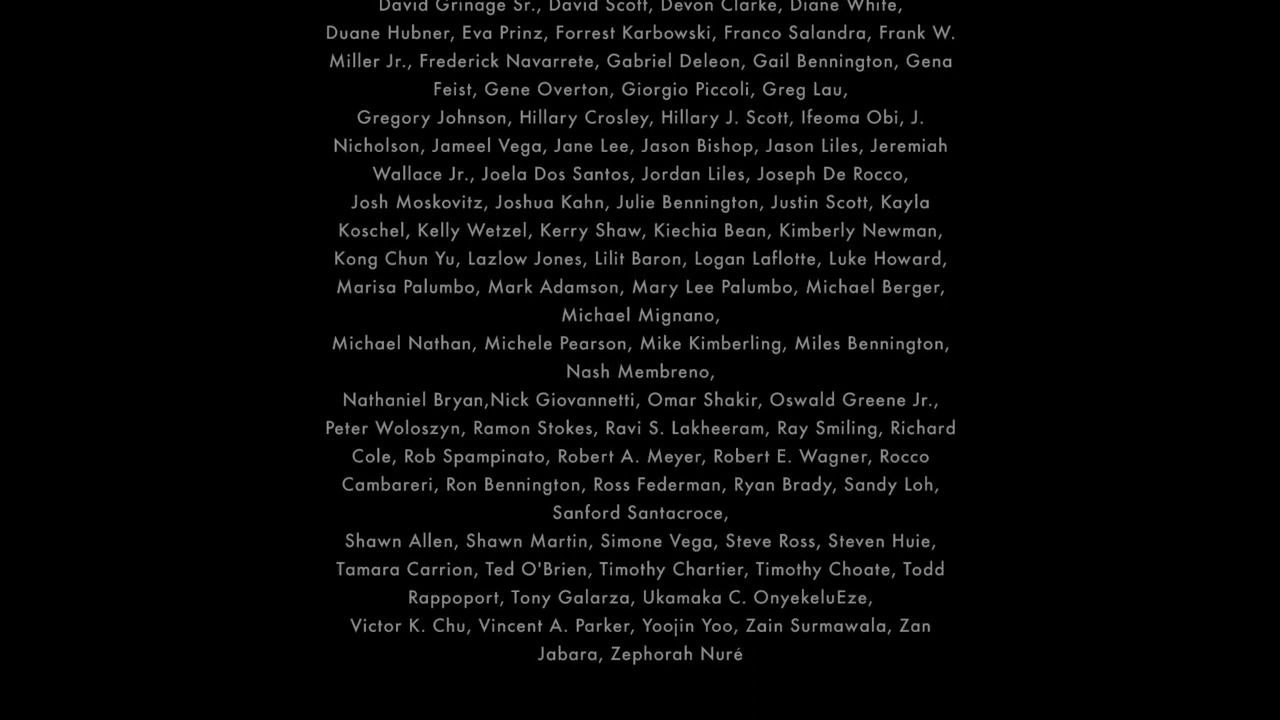 David Grinage Sr., David Scott, Devon Clarke, Diane White,
Duane Hubner, Eva Prinz, Forrest Karbowski, Franco Salandra, Frank W.
Miller Jr., Frederick Navarrete, Gabriel Deleon, Gail Bennington, Gena
Feist, Gene Overton, Giorgio Piccoli, Greg Lau,
Gregory Johnson, Hillary Crosley, Hillary J. Scott, Ifeoma Obi, J.
Nicholson, Jameel Vega, Jane Lee, Jason Bishop, Jason Liles, Jeremiah
Wallace Jr., Joela Dos Santos, Jordan Liles, Joseph De Rocco,
Josh Moskovitz, Joshua Kahn, Julie Bennington, Justin Scott, Kayla
Koschel, Kelly Wetzel, Kerry Shaw, Kiechia Bean, Kimberly Newman,
Kong Chun Yu, Lazlow Jones, Lilit Baron, Logan Laflotte, Luke Howard,
Marisa Palumbo, Mark Adamson, Mary Lee Palumbo, Michael Berger,
Michael Mignano,
Michael Nathan, Michele Pearson, Mike Kimberling, Miles Bennington,
Nash Membreno,
Nathaniel Bryan,Nick Giovannetti, Omar Shakir, Oswald Greene Jr.,
Peter Woloszyn, Ramon Stokes, Ravi S. Lakheeram, Ray Smiling, Richard
Cole, Rob Spampinato, Robert A. Meyer, Robert E. Wagner, Rocco
Cambareri, Ron Bennington, Ross Federman, Ryan Brady, Sandy Loh,
Sanford Santacroce,
Shawn Allen, Shawn Martin, Simone Vega, Steve Ross, Steven Huie,
Tamara Carrion, Ted O'Brien, Timothy Chartier, Timothy Choate, Todd
Rappoport, Tony Galarza, Ukamaka C. OnyekeluEze,
Victor K. Chu, Vincent A. Parker, Yoojin Yoo, Zain Surmawala, Zan
Jabara, Zephorah Nuré